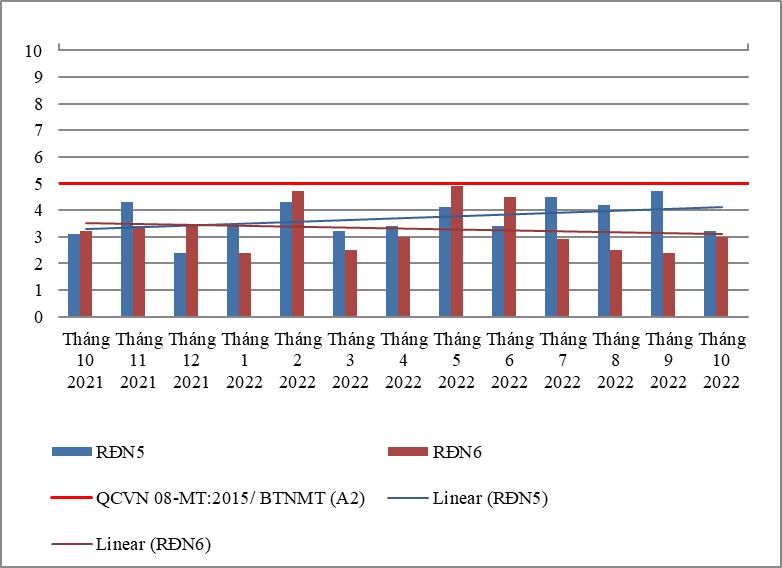 10
9
8
7
6
5
4
3
2
1
0
Tháng Tháng Tháng Tháng Tháng Tháng Tháng Tháng Tháng Tháng Tháng Tháng Tháng
10 11 12 1 2 3 4 5 6 7 8 9 10
2021 2021 2021 2022 2022 2022 2022 2022 2022 2022 2022 2022 2022
RĐN5 RĐN6
QCVN 08-MT:2015/ BTNMT (A2) Linear (RĐN5)
Linear (RĐN6)